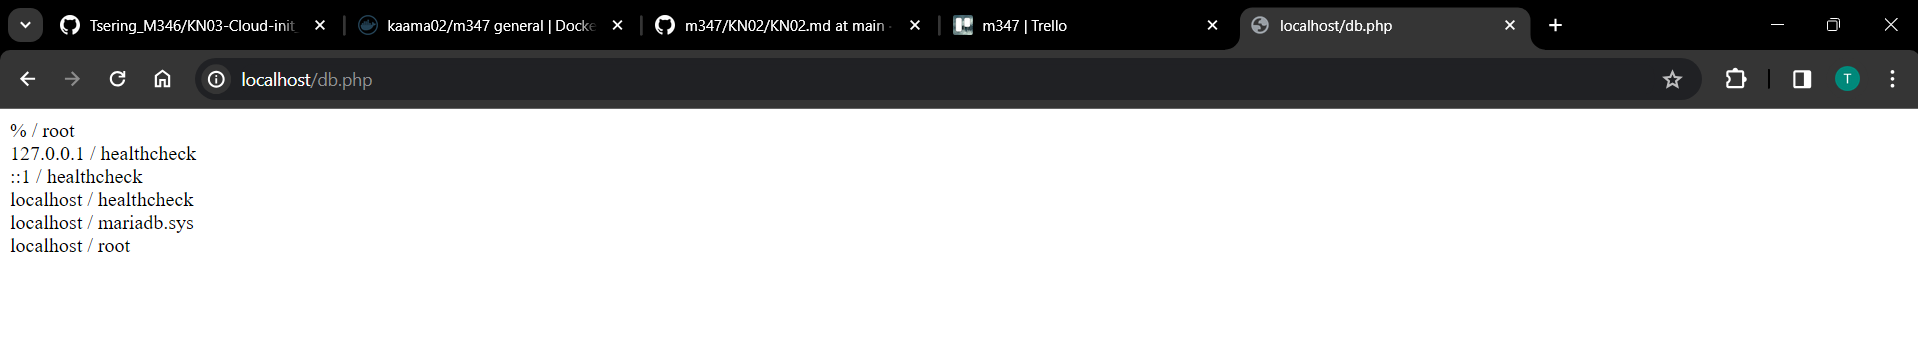 Tsering_M346/KN03-Cloud-init_
kaama02/m347 general | Docke
m347/KN02/KN02.md at main ·
m347 | Trello
localhost/db.php
localhost/db.php
T
% / root
127.0.0.1 / healthcheck
::1 / healthcheck
localhost / healthcheck
localhost / mariadb.sys
localhost / root